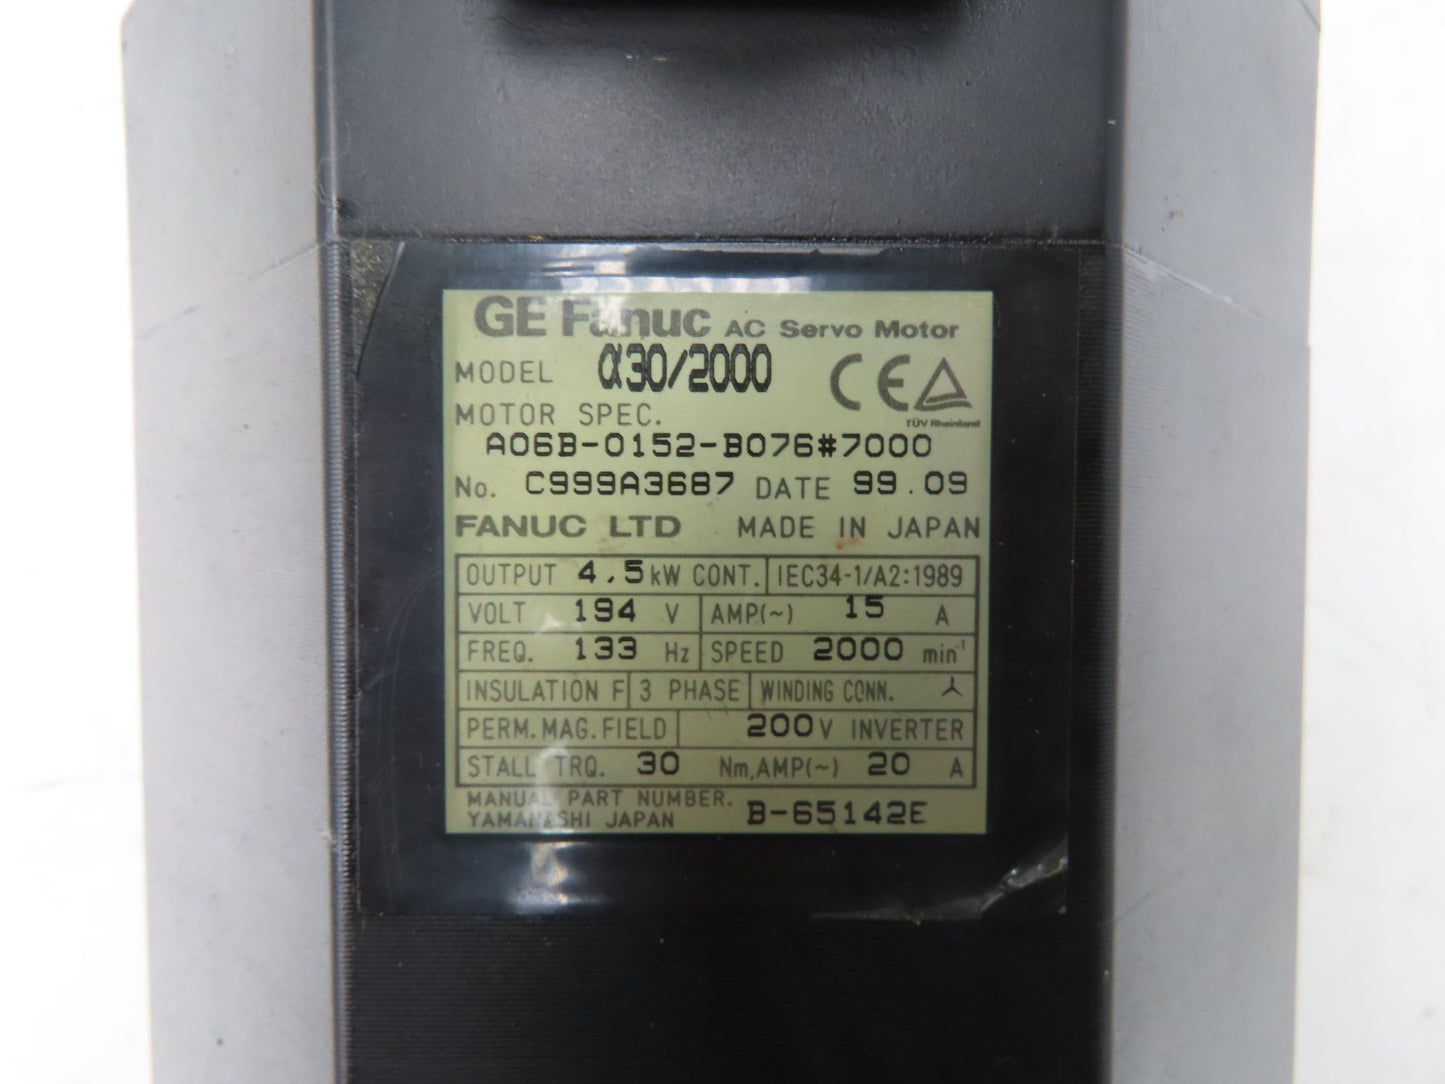 GE Fanuc AC Servo Motor
MODEL α30/2000
CE
TÜV Rheinland
MOTOR SPEC.
A06B-0152-B076#7000
No. C999A3687 DATE 99.09
FANUC LTD MADE IN JAPAN
OUTPUT 4.5 kW CONT. IEC34-1/A2:1989
VOLT 194 V AMP(~) 15 A
FREQ. 133 Hz SPEED 2000 min⁻¹
INSULATION F 3 PHASE WINDING CONN.
PERM.MAG.FIELD 200 V INVERTER
STALL TRQ. 30 Nm, AMP(~) 20 A
MANUAL PART NUMBER. B-65142E
YAMANASHI JAPAN